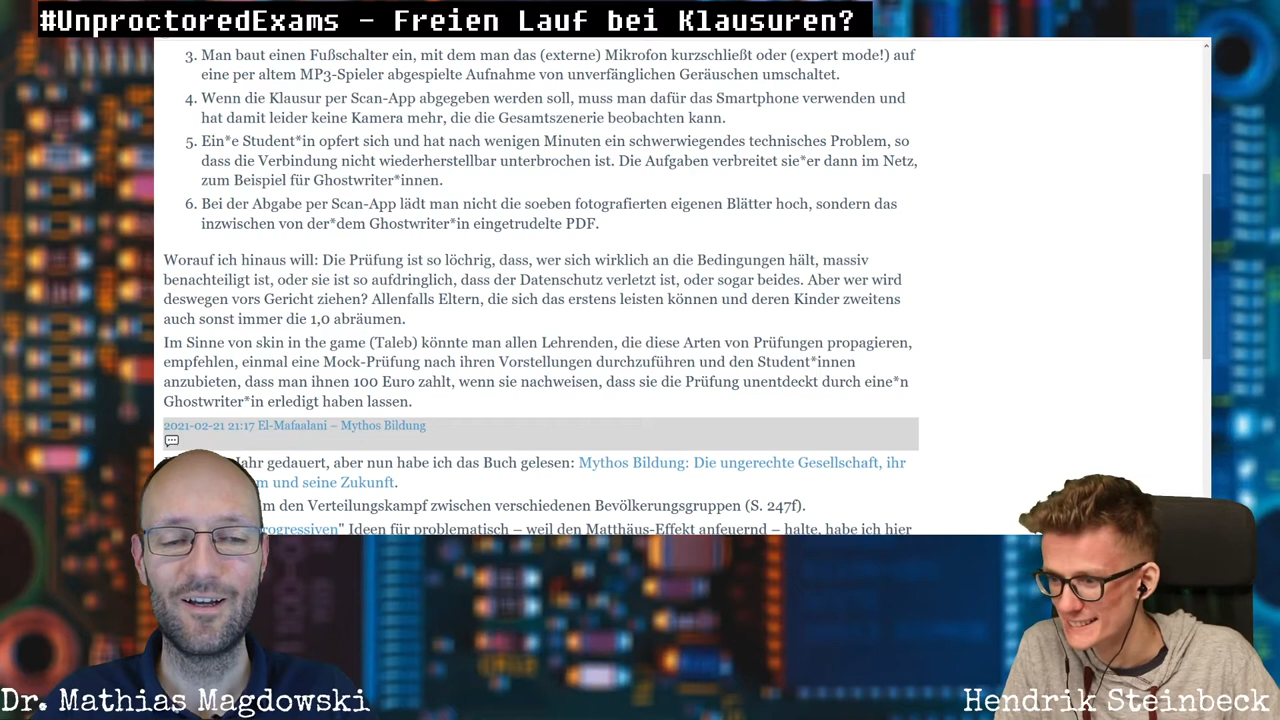 #UnproctoredExams - Freien Lauf bei Klausuren?
3. Man baut einen Fußschalter ein, mit dem man das (externe) Mikrofon kurzschließt oder (expert mode!) auf
eine per altem MP3-Spieler abgespielte Aufnahme von unverfänglichen Geräuschen umschaltet.
4. Wenn die Klausur per Scan-App abgegeben werden soll, muss man dafür das Smartphone verwenden und
hat damit leider keine Kamera mehr, die die Gesamtszenerie beobachten kann.
5. Ein*e Student*in opfert sich und hat nach wenigen Minuten ein schwerwiegendes technisches Problem, so
dass die Verbindung nicht wiederherstellbar unterbrochen ist. Die Aufgaben verbreitet sie*er dann im Netz,
zum Beispiel für Ghostwriter*innen.
6. Bei der Abgabe per Scan-App lädt man nicht die soeben fotografierten eigenen Blätter hoch, sondern das
inzwischen von der*dem Ghostwriter*in eingetrudelte PDF.
Worauf ich hinaus will: Die Prüfung ist so löchrig, dass, wer sich wirklich an die Bedingungen hält, massiv
benachteiligt ist, oder sie ist so aufdringlich, dass der Datenschutz verletzt ist, oder sogar beides. Aber wer wird
deswegen vors Gericht ziehen? Allenfalls Eltern, die sich das erstens leisten können und deren Kinder zweitens
auch sonst immer die 1,0 abräumen.
Im Sinne von skin in the game (Taleb) könnte man allen Lehrenden, die diese Arten von Prüfungen propagieren,
empfehlen, einmal eine Mock-Prüfung nach ihren Vorstellungen durchzuführen und den Student*innen
anzubieten, dass man ihnen 100 Euro zahlt, wenn sie nachweisen, dass sie die Prüfung unentdeckt durch eine*n
Ghostwriter*in erledigt haben lassen.
2021-02-21 21:17 El-Mafaalani – Mythos Bildung
Jahr gedauert, aber nun habe ich das Buch gelesen: Mythos Bildung: Die ungerechte Gesellschaft, ihr
m und seine Zukunft.
m den Verteilungskampf zwischen verschiedenen Bevölkerungsgruppen (S. 247f).
rogressiven" Ideen für problematisch – weil den Matthäus-Effekt anfeuernd – halte, habe ich hier
Dr. Mathias Magdowski
Hendrik Steinbeck